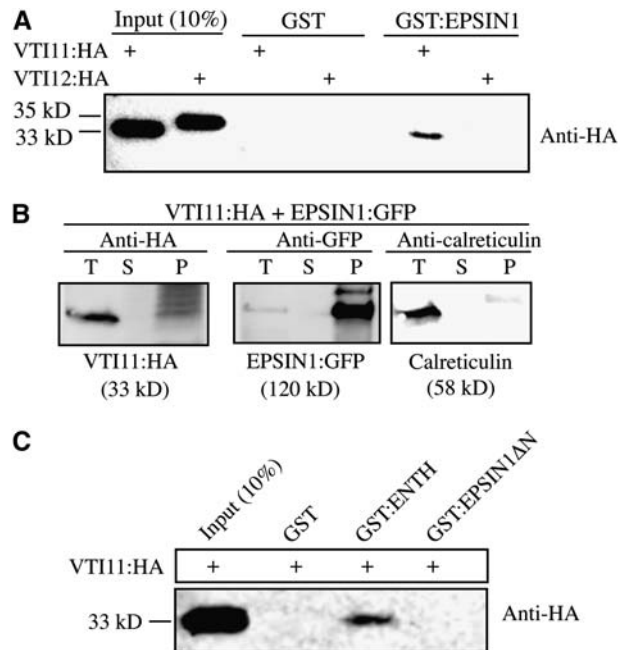 A
Input (10%) GST GST:EPSIN1
VTI11:HA + + +
VTI12:HA + + +
35 kD
33 kD
Anti-HA
B
VTI11:HA + EPSIN1:GFP
Anti-HA Anti-GFP Anti-calreticulin
T S P T S P T S P
VTI11:HA EPSIN1:GFP Calreticulin
(33 kD) (120 kD) (58 kD)
C
Input (10%) GST GST:ENTH GST:EPSIN1ΔN
VTI11:HA + + + +
33 kD Anti-HA